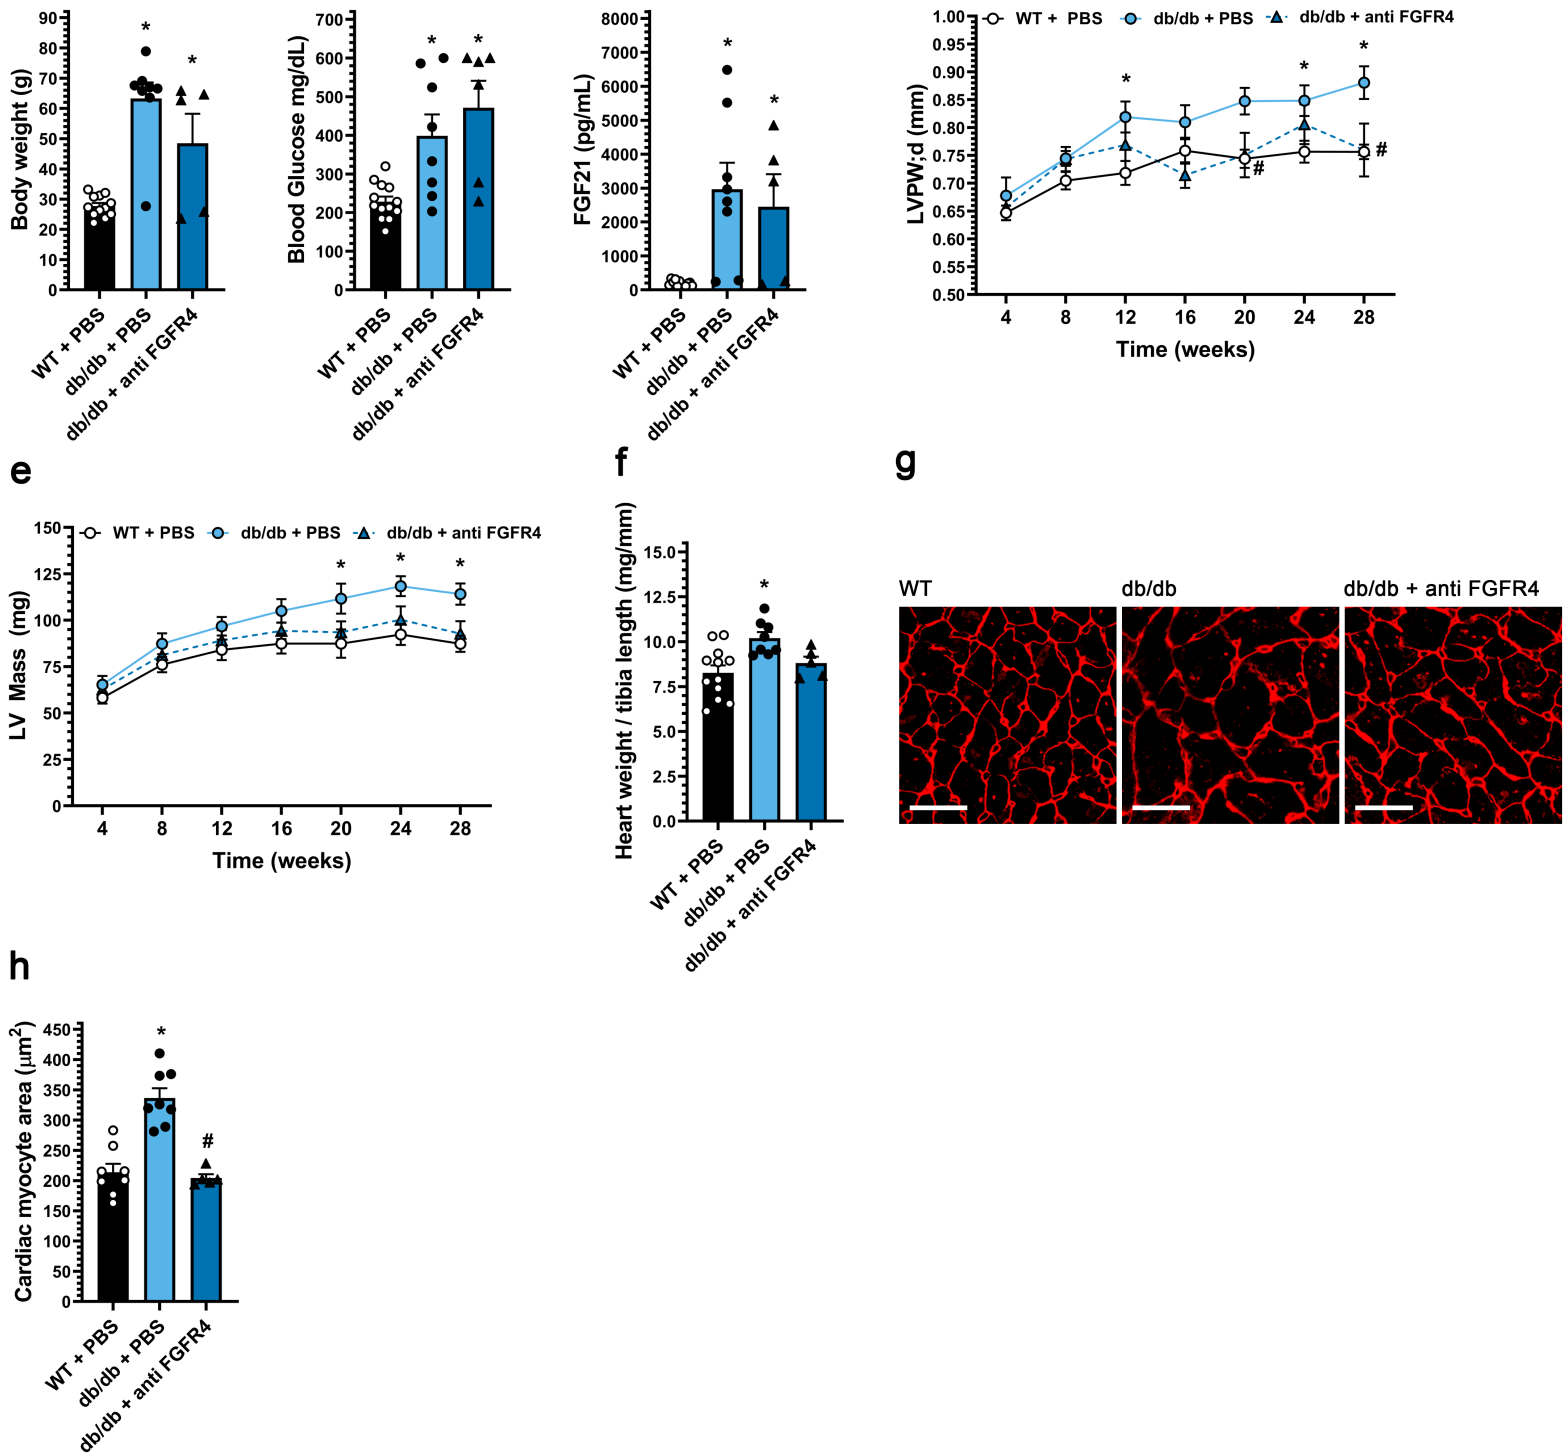 Body weight (g)
90
80
70
60
50
40
30
20
10
0
*
*
WT + PBS
db/db + PBS
db/db + anti FGFR4
Blood Glucose mg/dL)
700
600
500
400
300
200
100
0
*
*
WT + PBS
db/db + PBS
db/db + anti FGFR4
FGF21 (pg/mL)
8000
7000
6000
5000
4000
3000
2000
1000
0
*
*
WT + PBS
db/db + PBS
db/db + anti FGFR4
WT + PBS db/db + PBS db/db + anti FGFR4
LVPW;d (mm)
1.00
0.95
0.90
0.85
0.80
0.75
0.70
0.65
0.60
0.55
0.50
*
*
*
#
#
4 8 12 16 20 24 28
Time (weeks)
e
WT + PBS db/db + PBS db/db + anti FGFR4
LV Mass (mg)
150
125
100
75
50
25
0
* * *
4 8 12 16 20 24 28
Time (weeks)
f
Heart weight / tibia length (mg/mm)
15.0
12.5
10.0
7.5
5.0
2.5
0.0
*
WT + PBS
db/db + PBS
db/db + anti FGFR4
g
WT db/db db/db + anti FGFR4
h
Cardiac myocyte area (μm²)
450
400
350
300
250
200
150
100
50
0
*
#
WT + PBS
db/db + PBS
db/db + anti FGFR4